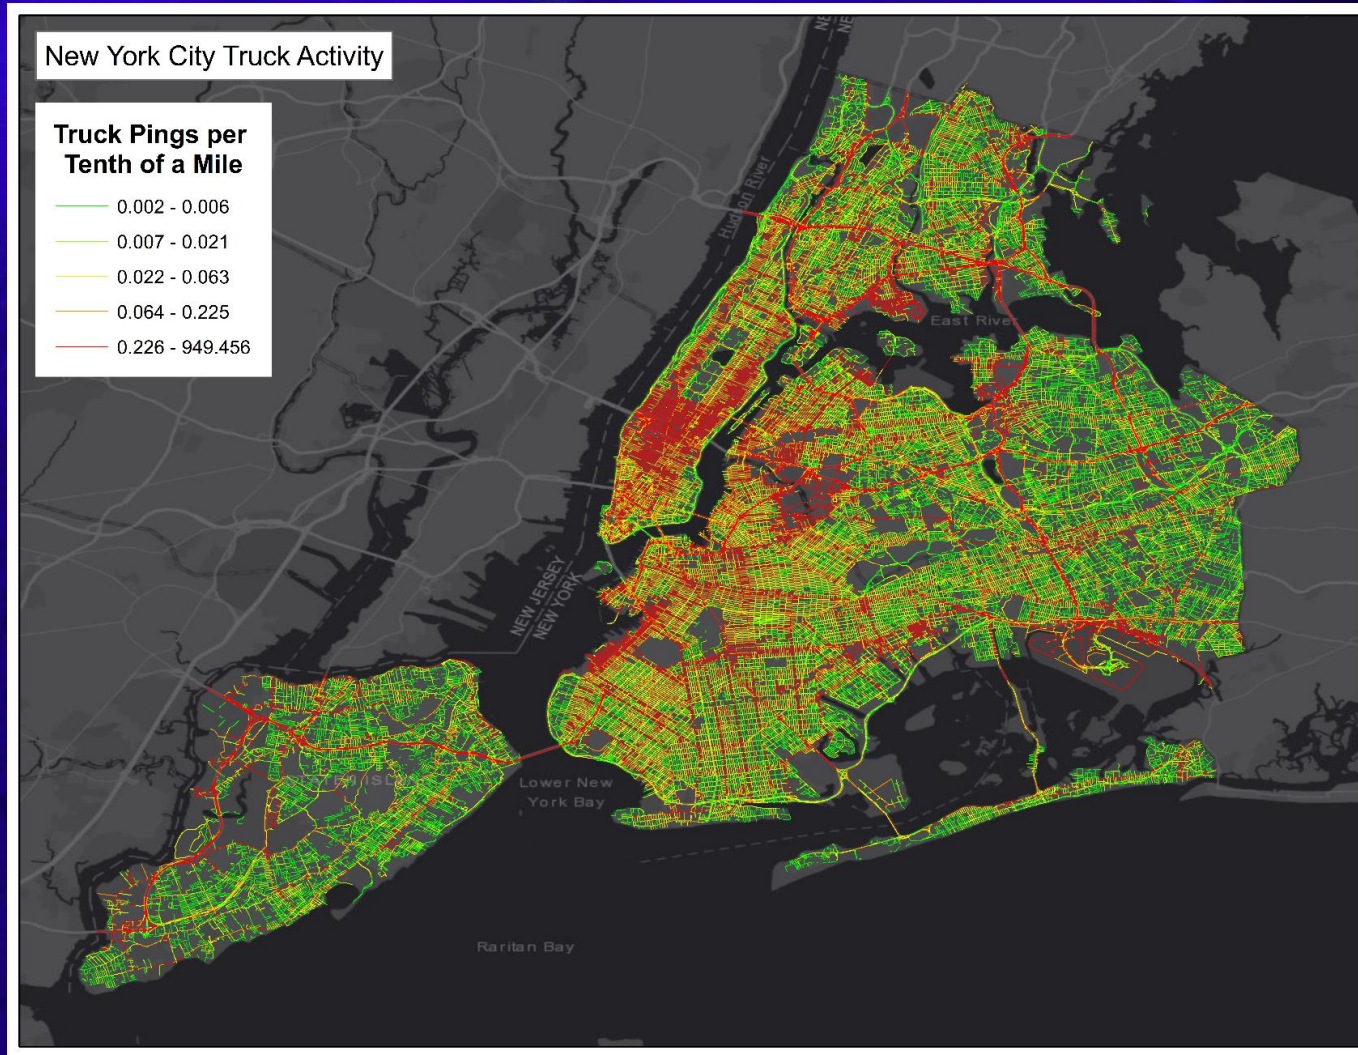 New York City Truck Activity
Truck Pings per
Tenth of a Mile
0.002 - 0.006
0.007 - 0.021
0.022 - 0.063
0.064 - 0.225
0.226 - 949.456
Hudson River
East River
NEW JERSEY
NEW YORK
Lower New
York Bay
Raritan Bay